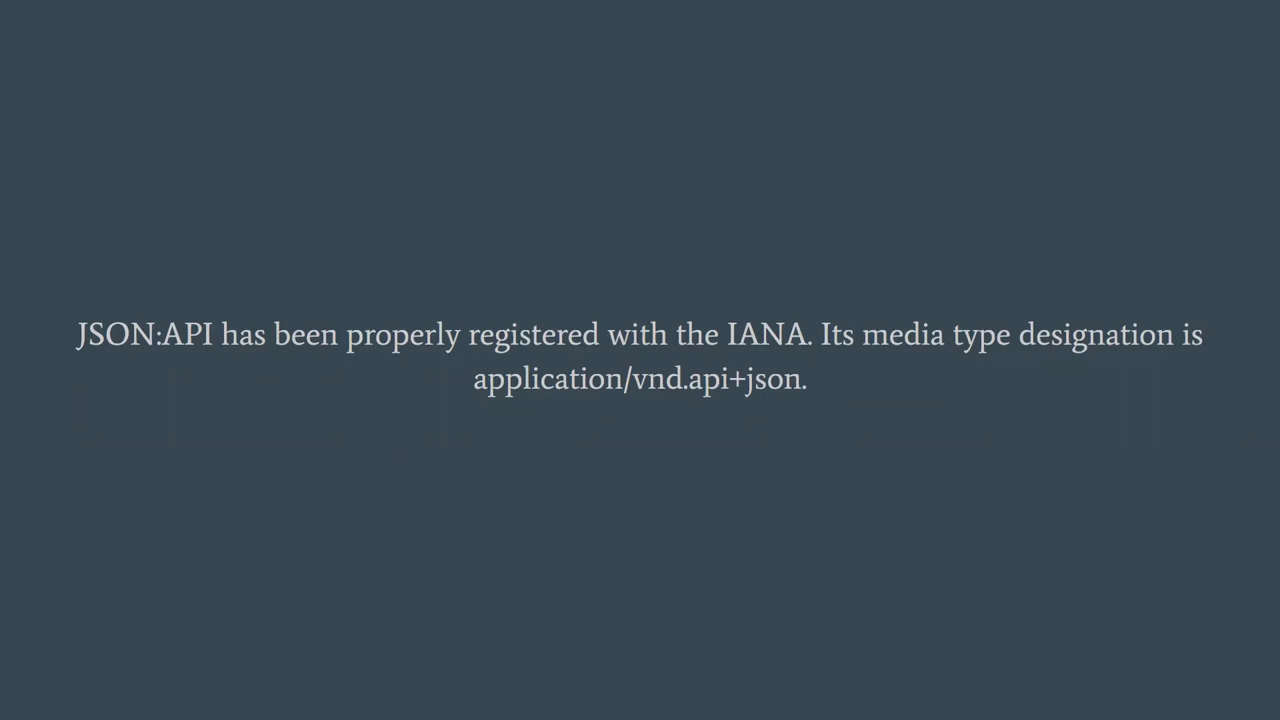 JSON:API has been properly registered with the IANA. Its media type designation is
application/vnd.api+json.